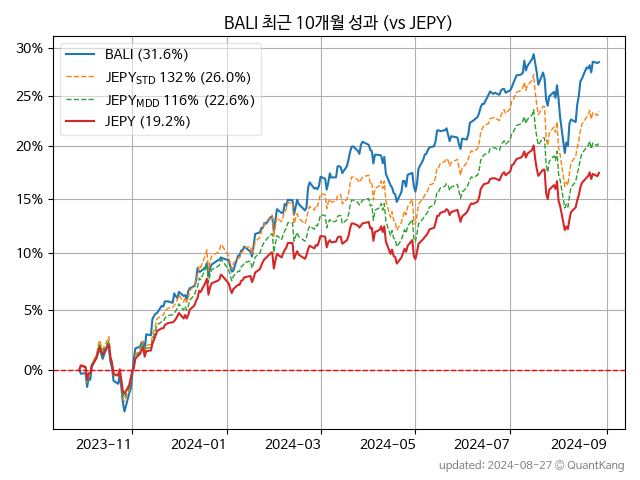 BALI 최근 10개월 성과 (vs JEPY)
BALI (31.6%)
JEPY_STD 132% (26.0%)
JEPY_MDD 116% (22.6%)
JEPY (19.2%)
30%
25%
20%
15%
10%
5%
0%
2023-11 2024-01 2024-03 2024-05 2024-07 2024-09
updated: 2024-08-27 © QuantKang